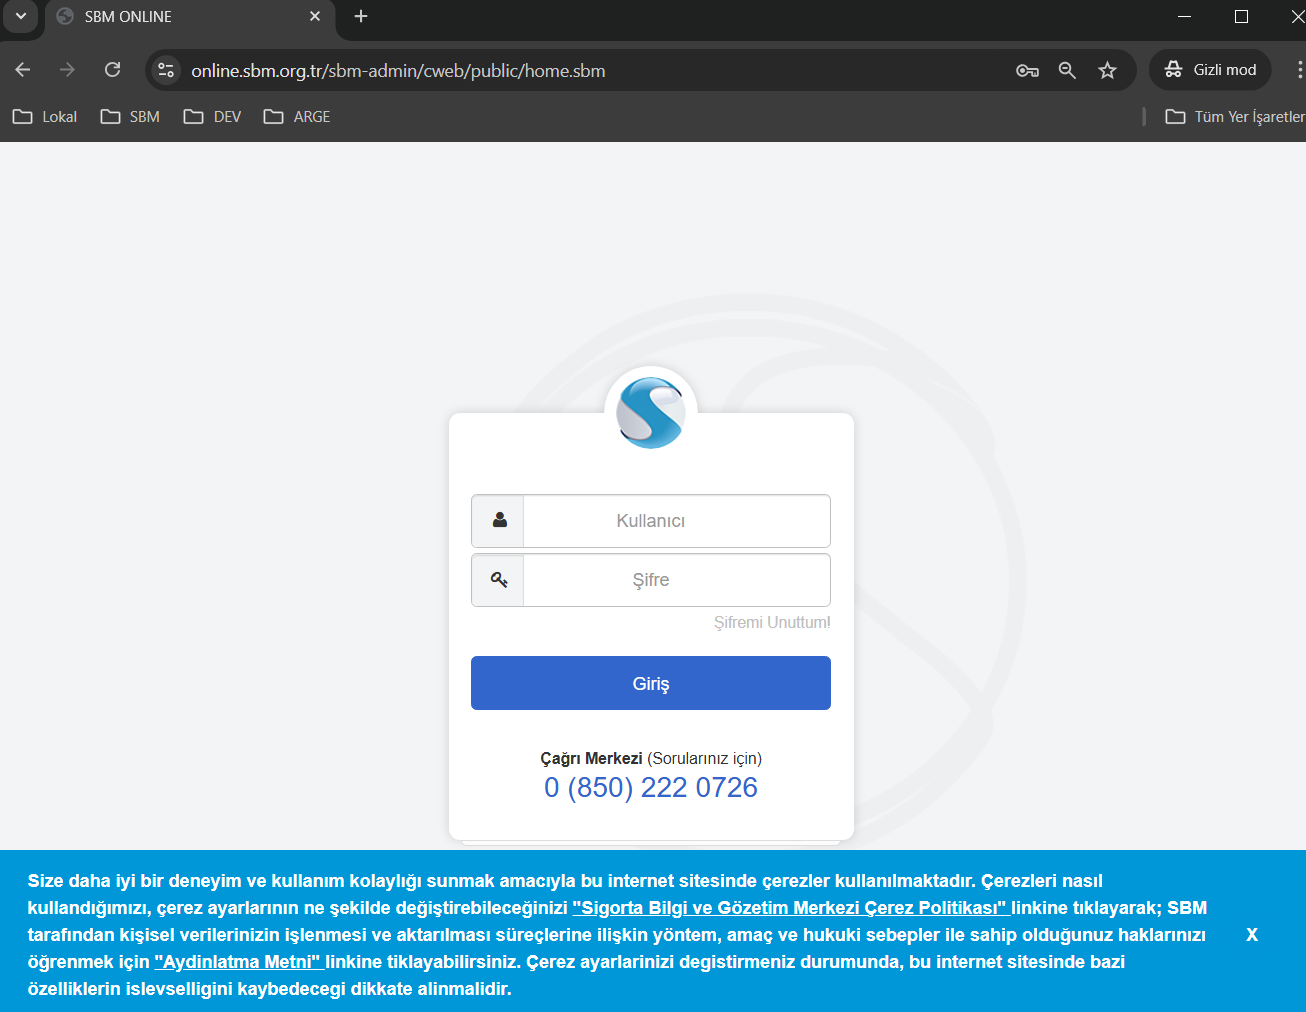 SBM ONLINE
online.sbm.org.tr/sbm-admin/cweb/public/home.sbm
Gizli mod
Lokal
SBM
DEV
ARGE
Tüm Yer İşaretler
Kullanıcı
Şifre
Şifremi Unuttum!
Giriş
Çağrı Merkezi (Sorularınız için)
0 (850) 222 0726
Size daha iyi bir deneyim ve kullanım kolaylığı sunmak amacıyla bu internet sitesinde çerezler kullanılmaktadır. Çerezleri nasıl
kullandığımızı, çerez ayarlarının ne şekilde değiştirebileceğinizi "Sigorta Bilgi ve Gözetim Merkezi Çerez Politikası" linkine tıklayarak; SBM
tarafından kişisel verilerinizin işlenmesi ve aktarılması süreçlerine ilişkin yöntem, amaç ve hukuki sebepler ile sahip olduğunuz haklarınızı
X
öğrenmek için "Aydinlatma Metni" linkine tiklayabilirsiniz. Çerez ayarlarinizi degistirmeniz durumunda, bu internet sitesinde bazi
özelliklerin islevselligini kaybedecegi dikkate alinmalidir.